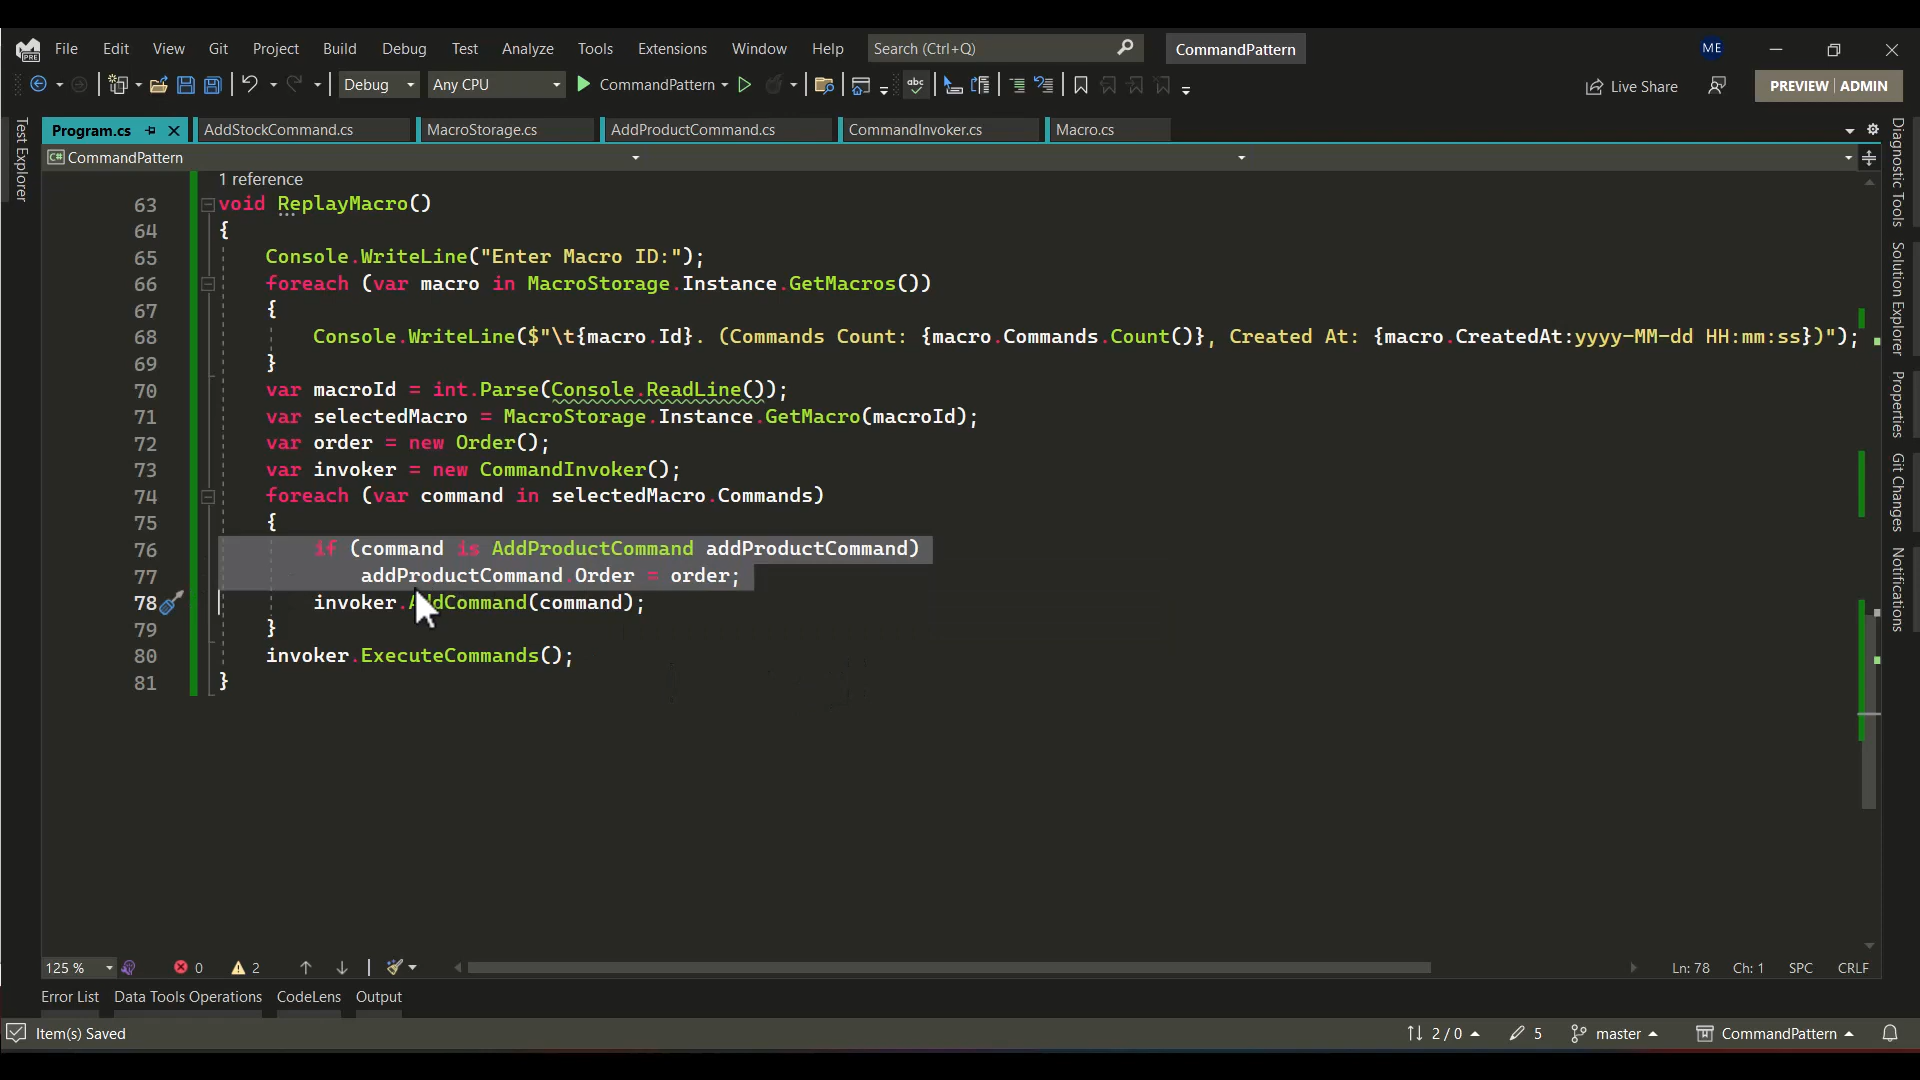 PRE File Edit View Git Project Build Debug Test Analyze Tools Extensions Window Help Search (Ctrl+Q) CommandPattern ME
Debug Any CPU CommandPattern abc Live Share PREVIEW ADMIN
Program.cs AddStockCommand.cs MacroStorage.cs AddProductCommand.cs CommandInvoker.cs Macro.cs
Test Explorer
C# CommandPattern
1 reference
63 void ReplayMacro()
64 {
65 Console.WriteLine("Enter Macro ID:");
66 foreach (var macro in MacroStorage.Instance.GetMacros())
67 {
68 Console.WriteLine($"\t{macro.Id}. (Commands Count: {macro.Commands.Count()}, Created At: {macro.CreatedAt:yyyy-MM-dd HH:mm:ss})");
69 }
70 var macroId = int.Parse(Console.ReadLine());
71 var selectedMacro = MacroStorage.Instance.GetMacro(macroId);
72 var order = new Order();
73 var invoker = new CommandInvoker();
74 foreach (var command in selectedMacro.Commands)
75 {
76 if (command is AddProductCommand addProductCommand)
77 addProductCommand.Order = order;
78 invoker.AddCommand(command);
79 }
80 invoker.ExecuteCommands();
81 }
Diagnostic Tools
Solution Explorer
Properties
Git Changes
Notifications
125 % 0 2 Ln: 78 Ch: 1 SPC CRLF
Error List Data Tools Operations CodeLens Output
Item(s) Saved 2 / 0 5 master CommandPattern